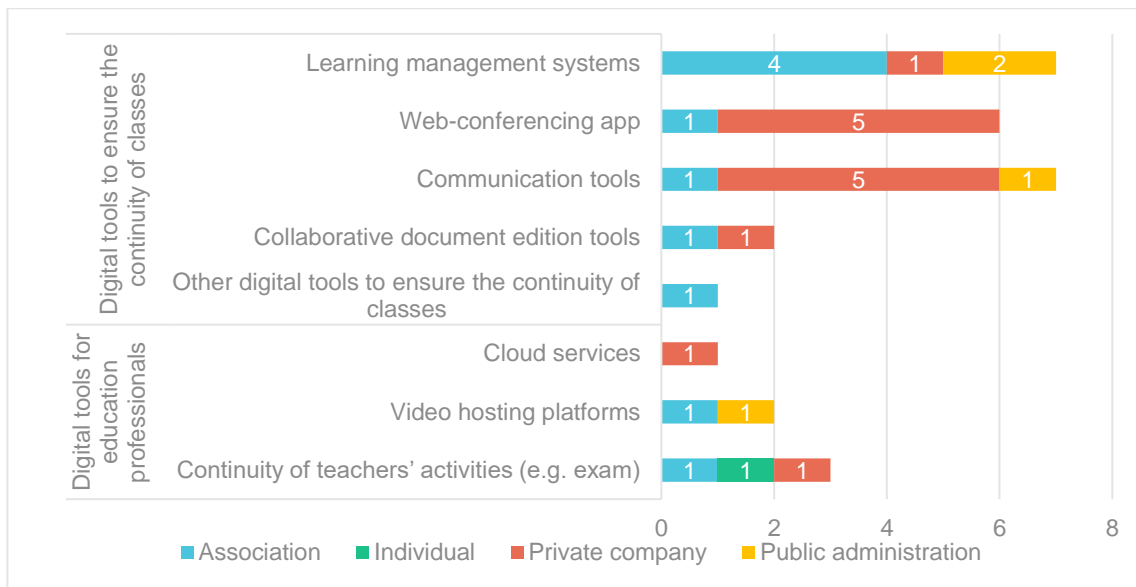 Digital tools to ensure the
continuity of classes
Learning management systems
4 1 2
Web-conferencing app
1 5
Communication tools
1 5 1
Collaborative document edition tools
1 1
Other digital tools to ensure the continuity of
classes
1
Digital tools for
education
professionals
Cloud services
1
Video hosting platforms
1 1
Continuity of teachers’ activities (e.g. exam)
1 1 1
0 2 4 6 8
Association Individual Private company Public administration